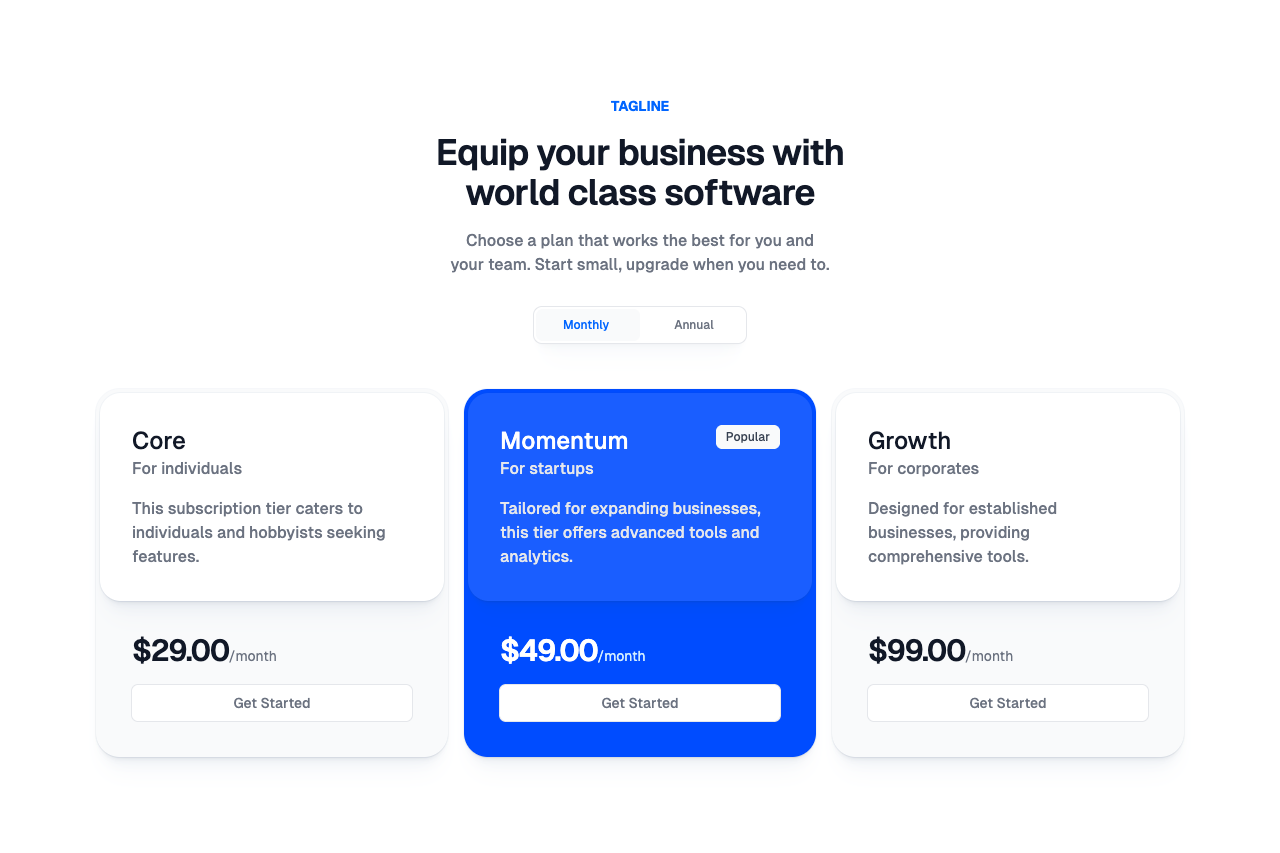 TAGLINE
Equip your business with
world class software
Choose a plan that works the best for you and
your team. Start small, upgrade when you need to.
Monthly
Annual
Core
For individuals
This subscription tier caters to
individuals and hobbyists seeking
features.
$29.00/month
Get Started
Momentum
Popular
For startups
Tailored for expanding businesses,
this tier offers advanced tools and
analytics.
$49.00/month
Get Started
Growth
For corporates
Designed for established
businesses, providing
comprehensive tools.
$99.00/month
Get Started